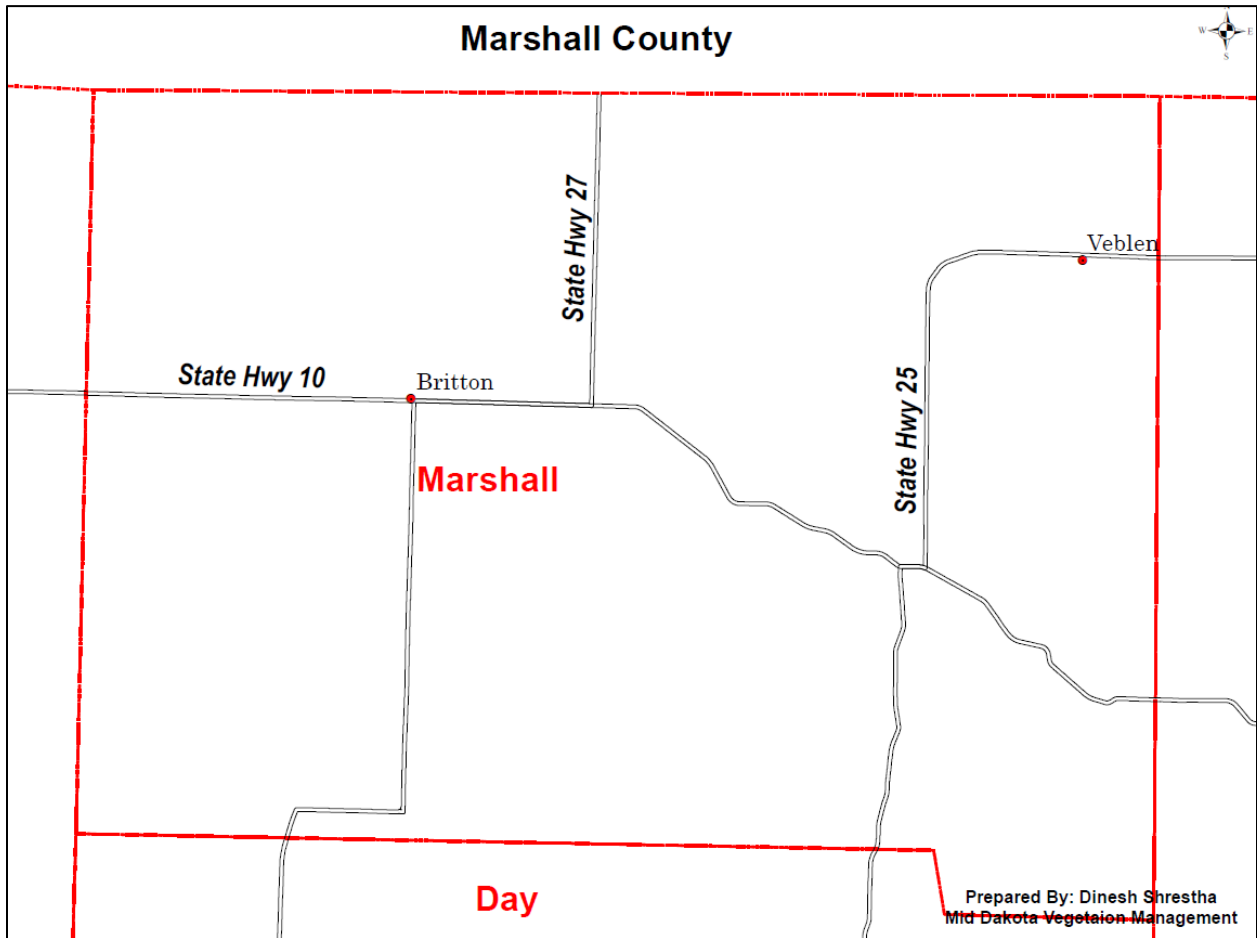 Marshall County
N
W E
S
State Hwy 27
Veblen
State Hwy 10
Britton
State Hwy 25
Marshall
Day
Prepared By: Dinesh Shrestha
Mid Dakota Vegetaion Management